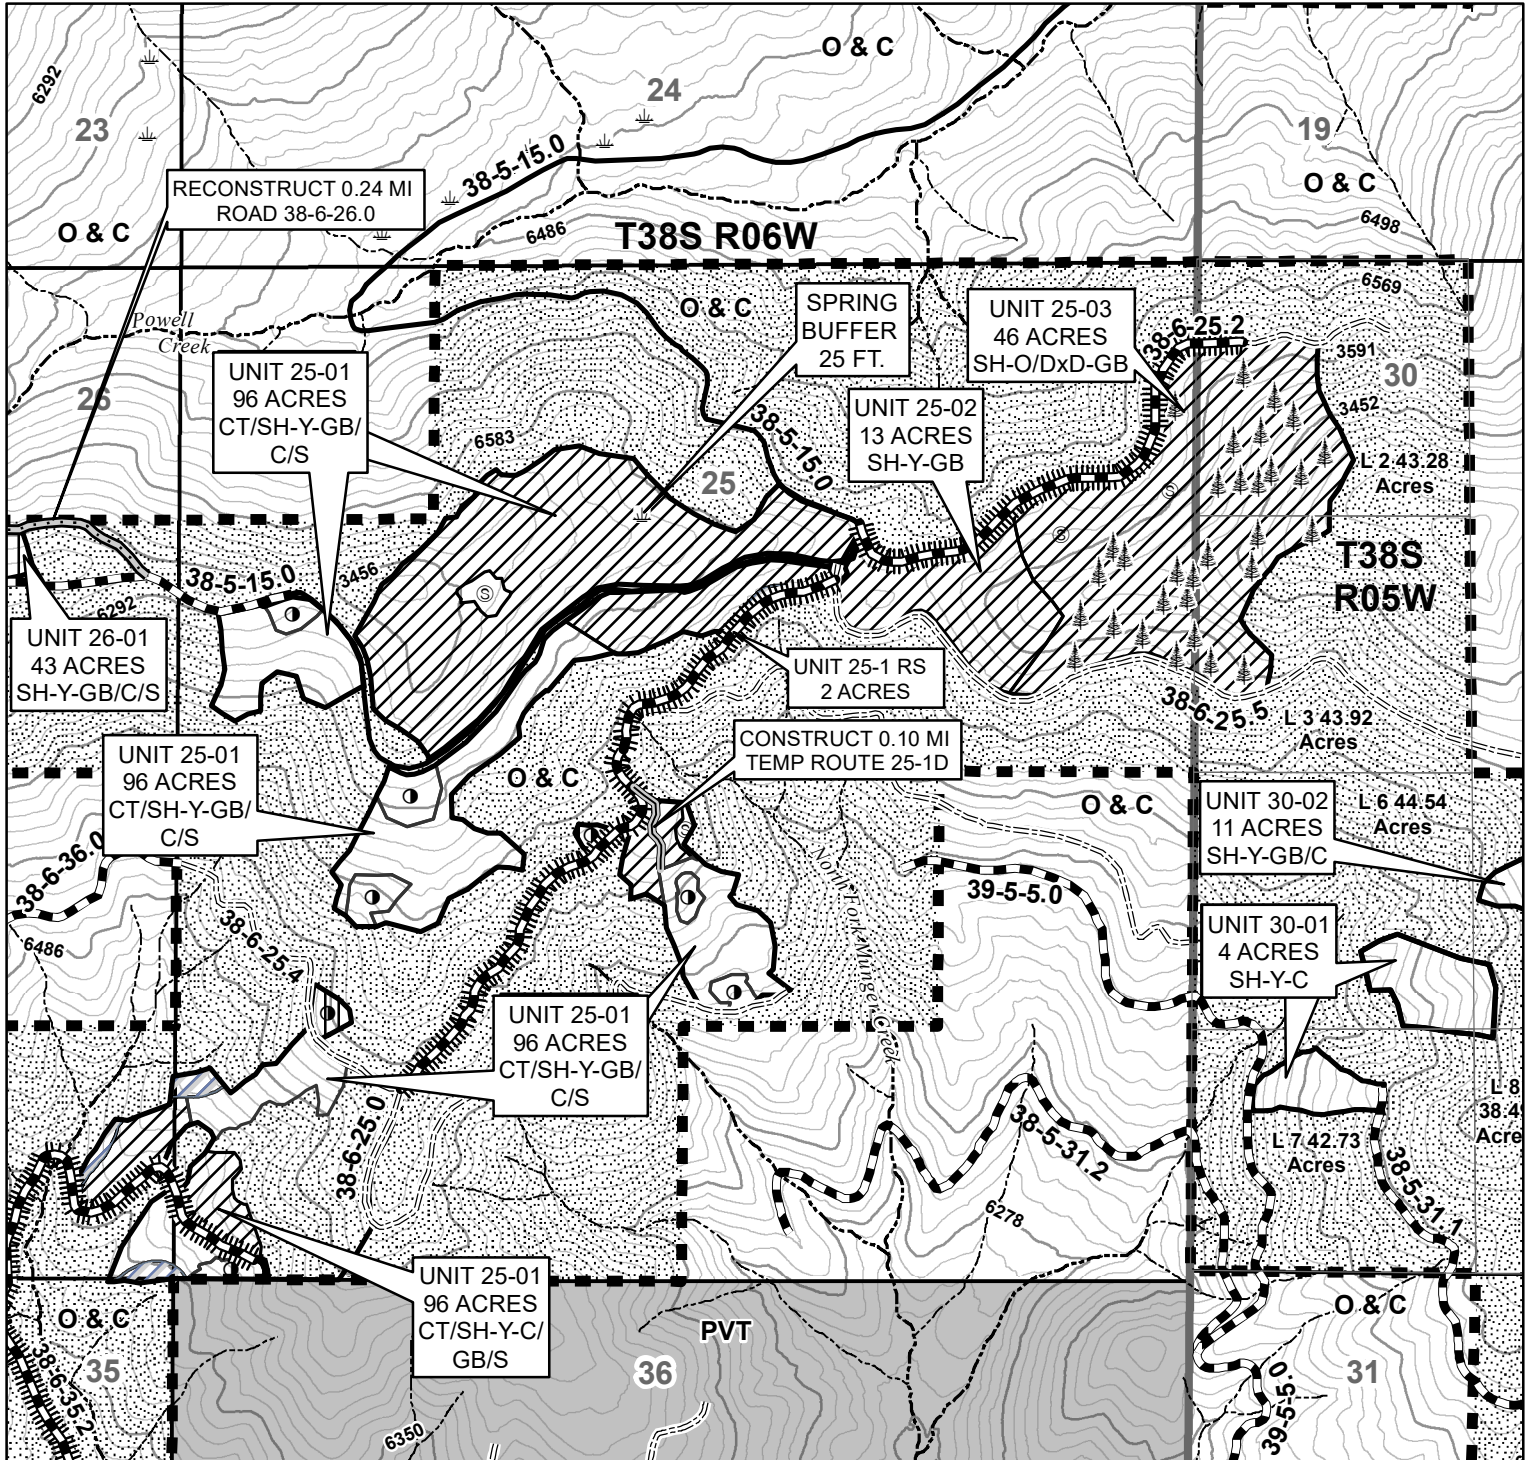 O & C
6292
24
23
19
38-5-15.0
RECONSTRUCT 0.24 MI
ROAD 38-6-26.0
O & C
O & C
6498
6486
T38S R06W
6569
Powell
Creek
O & C
SPRING
BUFFER
25 FT.
UNIT 25-03
46 ACRES
SH-O/DxD-GB
38-6-25.2
3591
30
UNIT 25-01
96 ACRES
CT/SH-Y-GB/
C/S
26
3452
6583
38-5-15.0
UNIT 25-02
13 ACRES
SH-Y-GB
L 2 43.28
Acres
25
T38S
R05W
38-5-15.0
3456
6292
UNIT 26-01
43 ACRES
SH-Y-GB/C/S
UNIT 25-1 RS
2 ACRES
38-6-25.5
L 3 43.92
Acres
CONSTRUCT 0.10 MI
TEMP ROUTE 25-1D
UNIT 25-01
96 ACRES
CT/SH-Y-GB/
C/S
O & C
O & C
UNIT 30-02
11 ACRES
SH-Y-GB/C
L 6 44.54
Acres
38-6-36.0
North Fork Munger Creek
39-5-5.0
6486
38-6-25.4
UNIT 30-01
4 ACRES
SH-Y-C
UNIT 25-01
96 ACRES
CT/SH-Y-GB/
C/S
L 8
38.4
Acre
38-6-25.0
38-5-31.2
L 7 42.73
Acres
38-5-31.1
6278
UNIT 25-01
96 ACRES
CT/SH-Y-C/
GB/S
O & C
O & C
PVT
35
36
31
38-6-35.2
39-5-5.0
6350